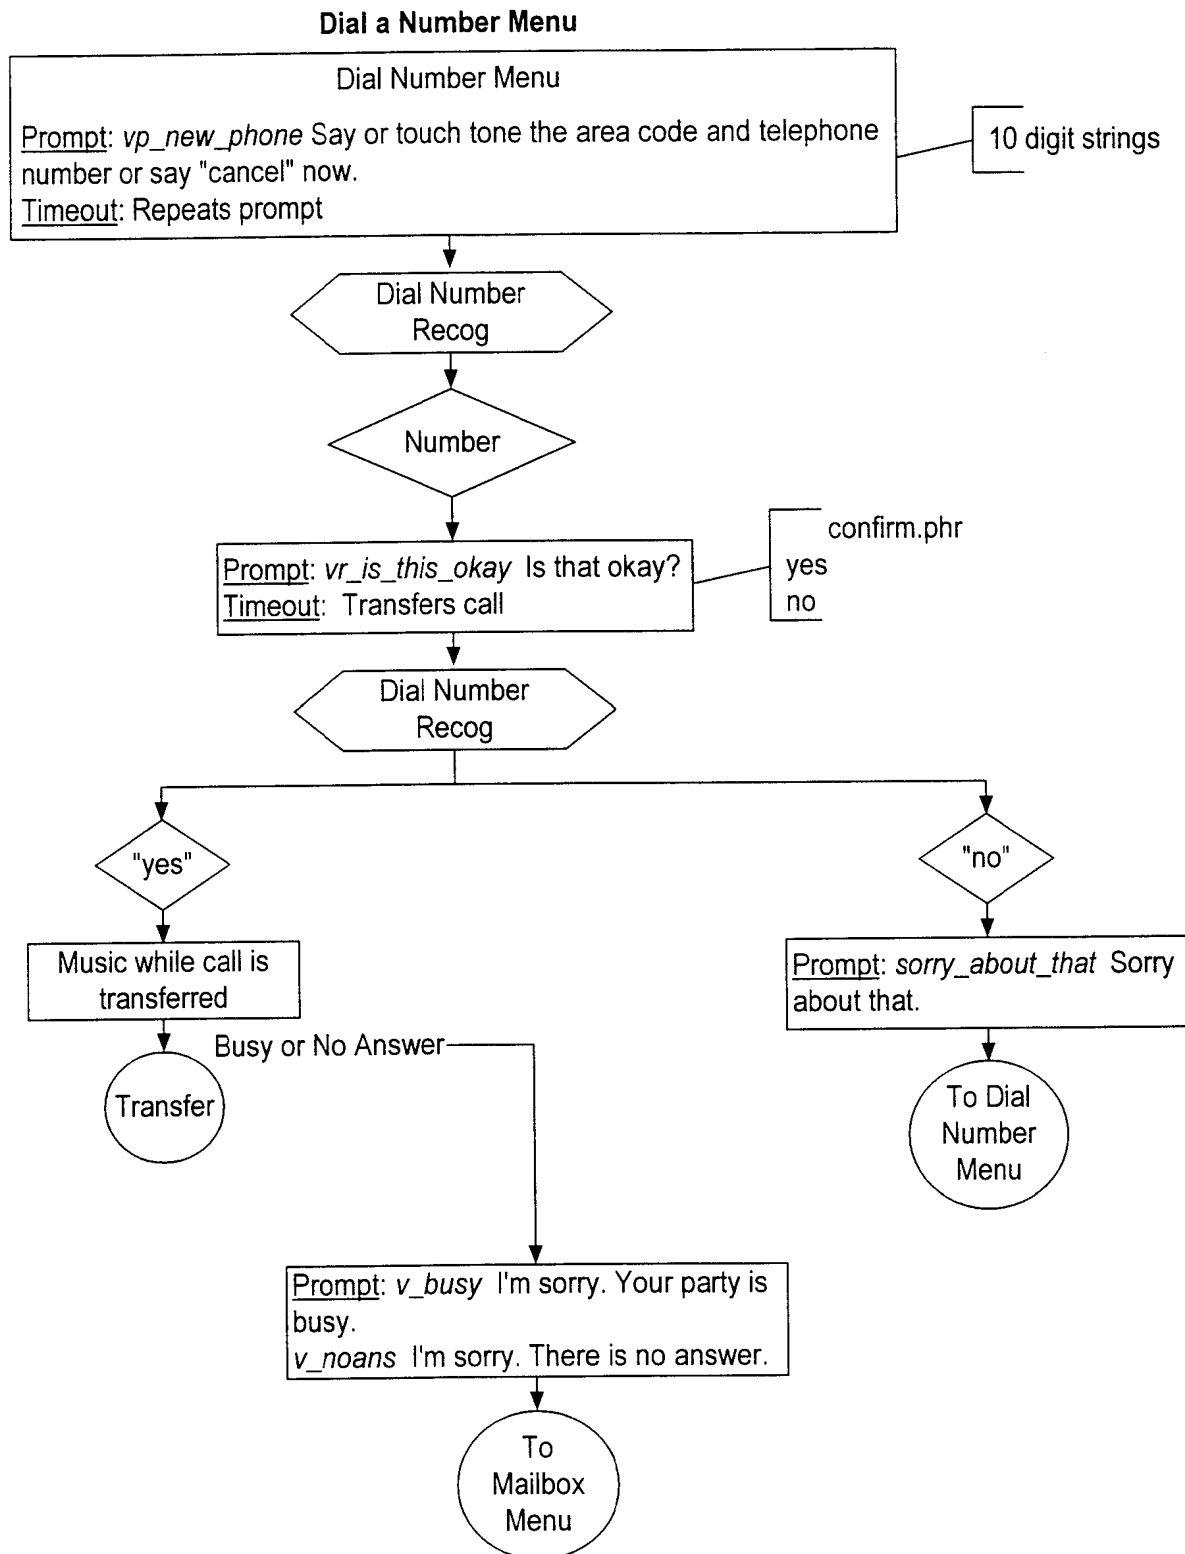 Dial a Number Menu
Dial Number Menu
Prompt: vp_new_phone Say or touch tone the area code and telephone
number or say "cancel" now.
Timeout: Repeats prompt
10 digit strings
Dial Number
Recog
Number
Prompt: vr_is_this_okay Is that okay?
Timeout: Transfers call
confirm.phr
yes
no
Dial Number
Recog
"yes"
"no"
Music while call is
transferred
Prompt: sorry_about_that Sorry
about that.
Busy or No Answer
Transfer
To Dial
Number
Menu
Prompt: v_busy I'm sorry. Your party is
busy.
v_noans I'm sorry. There is no answer.
To
Mailbox
Menu